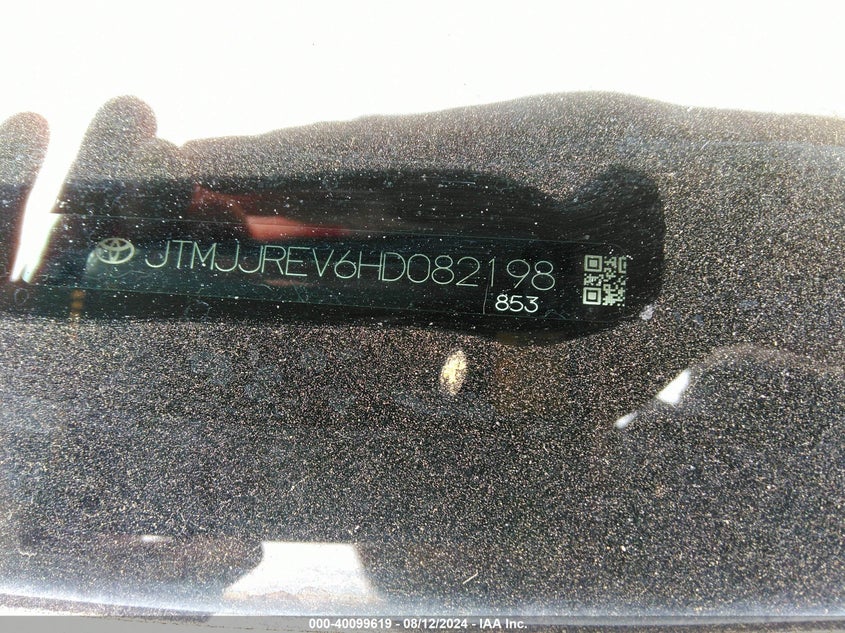 JTMJJREV6HD082198
853
000-40099619 - 08/12/2024 - IAA Inc.